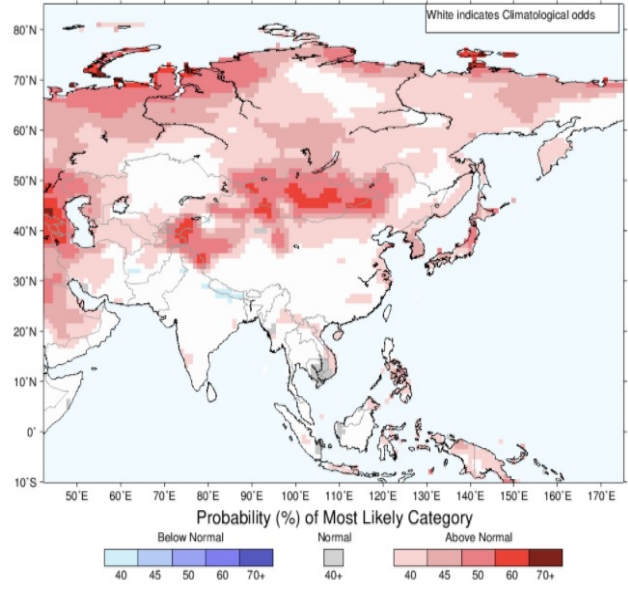 White indicates Climatological odds
80˚N
70˚N
60˚N
50˚N
40˚N
30˚N
20˚N
10˚N
0˚
10˚S
50˚E 60˚E 70˚E 80˚E 90˚E 100˚E 110˚E 120˚E 130˚E 140˚E 150˚E 160˚E 170˚E
Probability (%) of Most Likely Category
Below Normal Normal Above Normal
40 45 50 60 70+ 40+ 40 45 50 60 70+